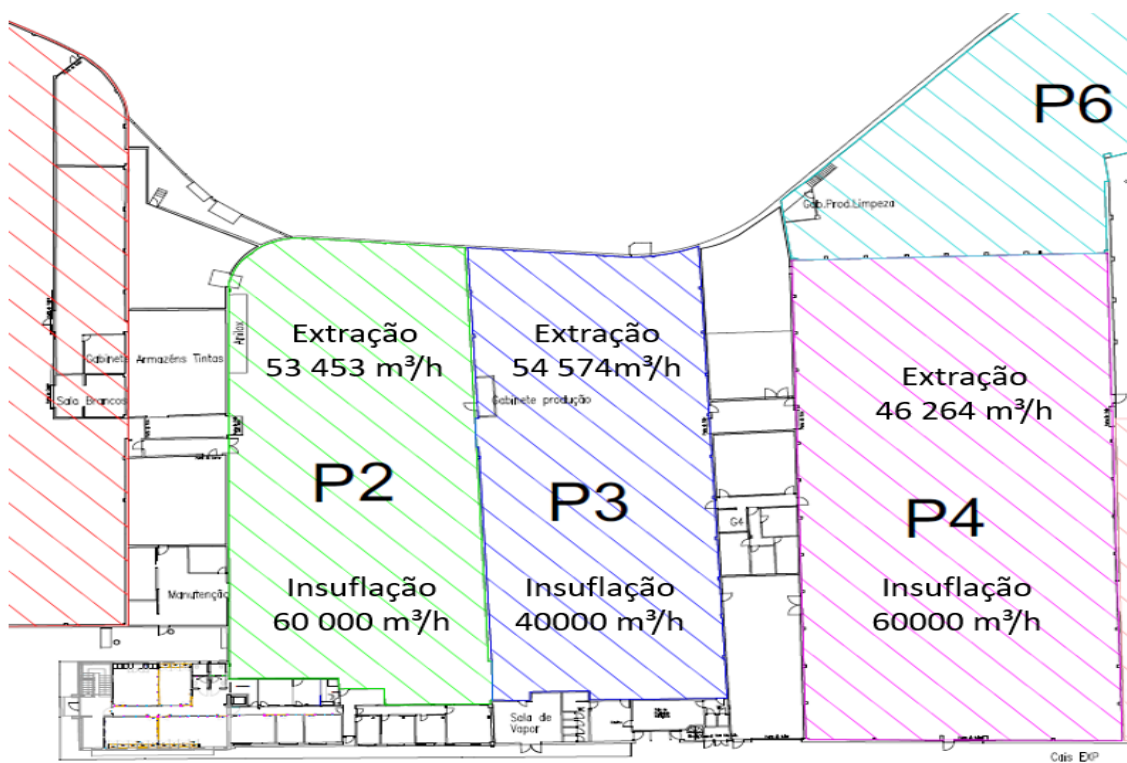 P6
Gab.Prod.Limpeza
Extração
53 453 m³/h
Extração
54 574m³/h
Anilox
Gabinete
Armazéns Tintas
Extração
46 264 m³/h
Sala Brancos
Gabinete produção
P2
P3
P4
G4
Insuflação
60 000 m³/h
Insuflação
40000 m³/h
Insuflação
60000 m³/h
Manutenção
Sala de
Vapor
Cais EXP